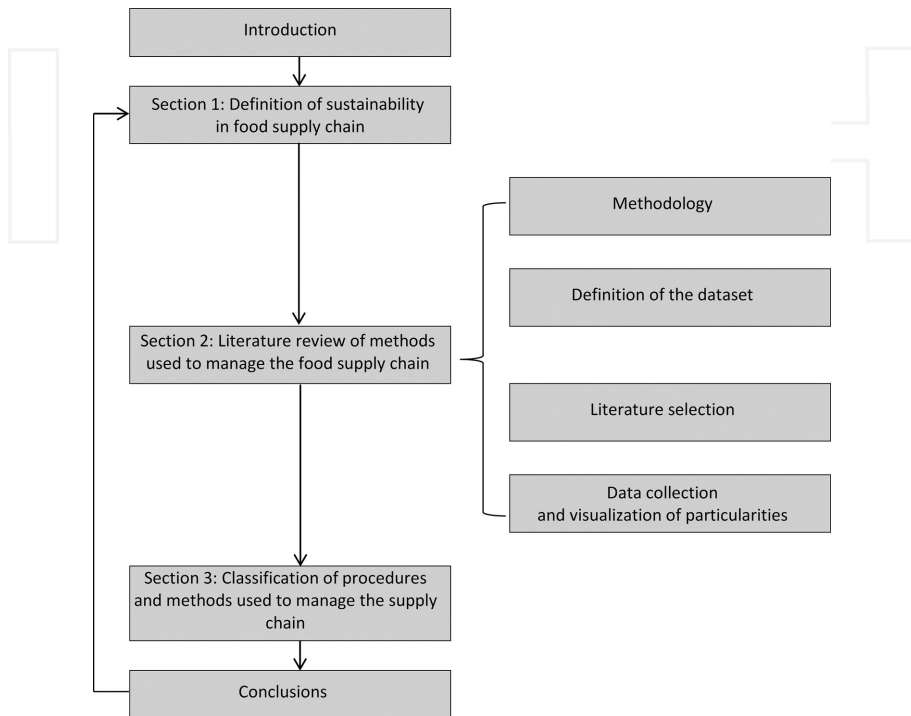 Introduction
Section 1: Definition of sustainability
in food supply chain
Section 2: Literature review of methods
used to manage the food supply chain
Methodology
Definition of the dataset
Literature selection
Data collection
and visualization of particularities
Section 3: Classification of procedures
and methods used to manage the supply
chain
Conclusions